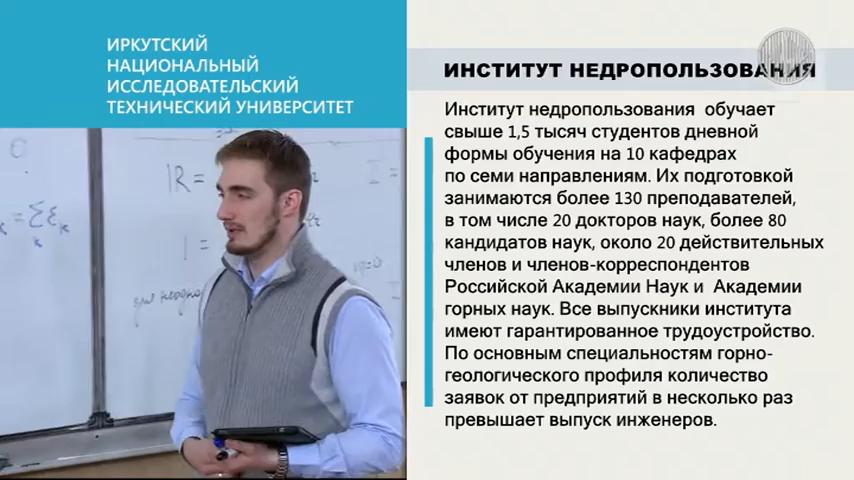 ИРКУТСКИЙ
НАЦИОНАЛЬНЫЙ
ИССЛЕДОВАТЕЛЬСКИЙ
ТЕХНИЧЕСКИЙ УНИВЕРСИТЕТ
IR =
I =
ИНСТИТУТ НЕДРОПОЛЬЗОВАНИЯ
Институт недропользования обучает
свыше 1,5 тысяч студентов дневной
формы обучения на 10 кафедрах
по семи направлениям. Их подготовкой
занимаются более 130 преподавателей,
в том числе 20 докторов наук, более 80
кандидатов наук, около 20 действительных
членов и членов-корреспондентов
Российской Академии Наук и Академии
горных наук. Все выпускники института
имеют гарантированное трудоустройство.
По основным специальностям горно-
геологического профиля количество
заявок от предприятий в несколько раз
превышает выпуск инженеров.